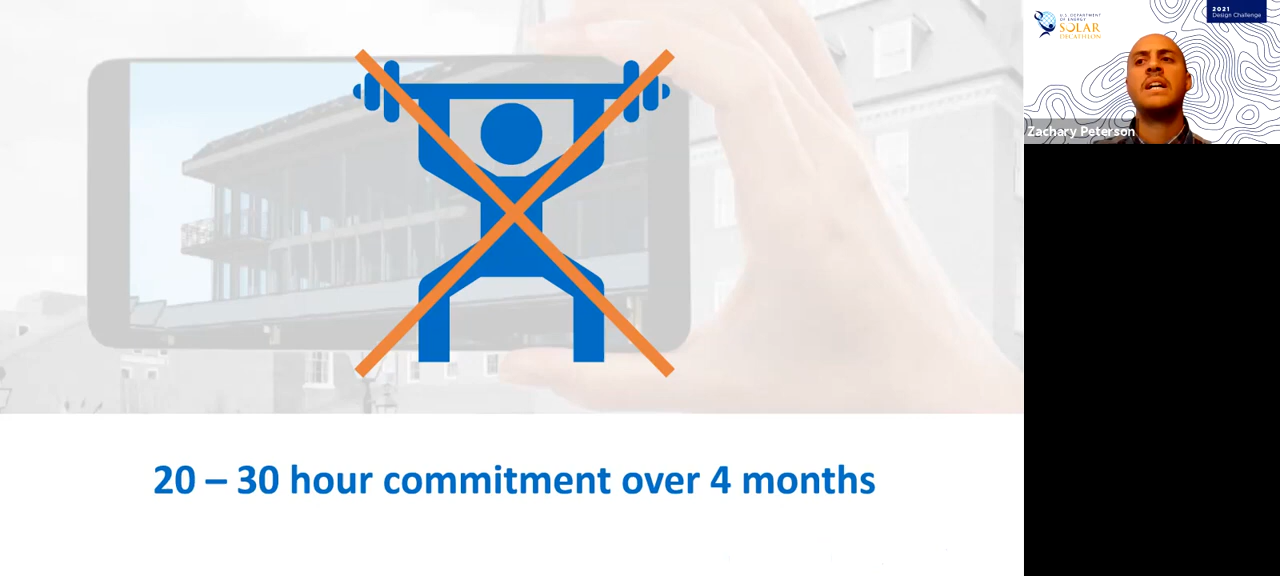 20 – 30 hour commitment over 4 months
U.S. DEPARTMENT
OF ENERGY
SOLAR
DECATHLON
2021
Design Challenge
Zachary Peterson